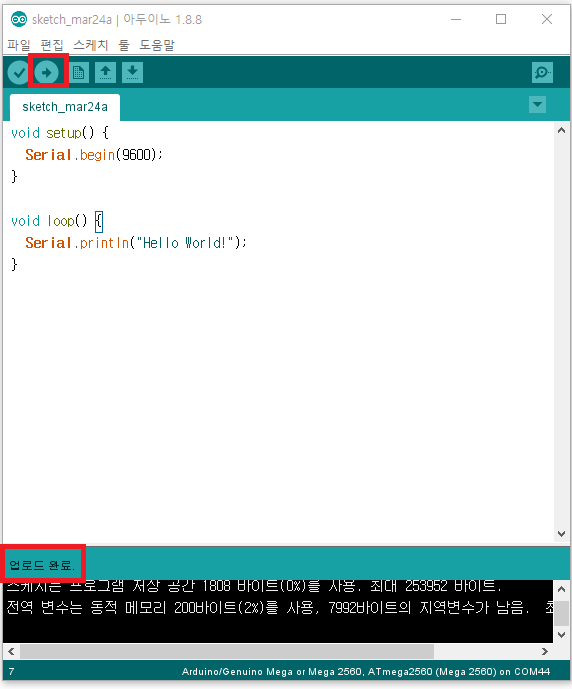 sketch_mar24a | 아두이노 1.8.8
파일 편집 스케치 툴 도움말
sketch_mar24a
void setup() {
Serial.begin(9600);
}
void loop() {
Serial.println("Hello World!");
}
업로드 완료.
스케치는 프로그램 저장 공간 1808 바이트(0%)를 사용. 최대 253952 바이트.
전역 변수는 동적 메모리 200바이트(2%)를 사용, 7992바이트의 지역변수가 남음.
7
Arduino/Genuino Mega or Mega 2560, ATmega2560 (Mega 2560) on COM44